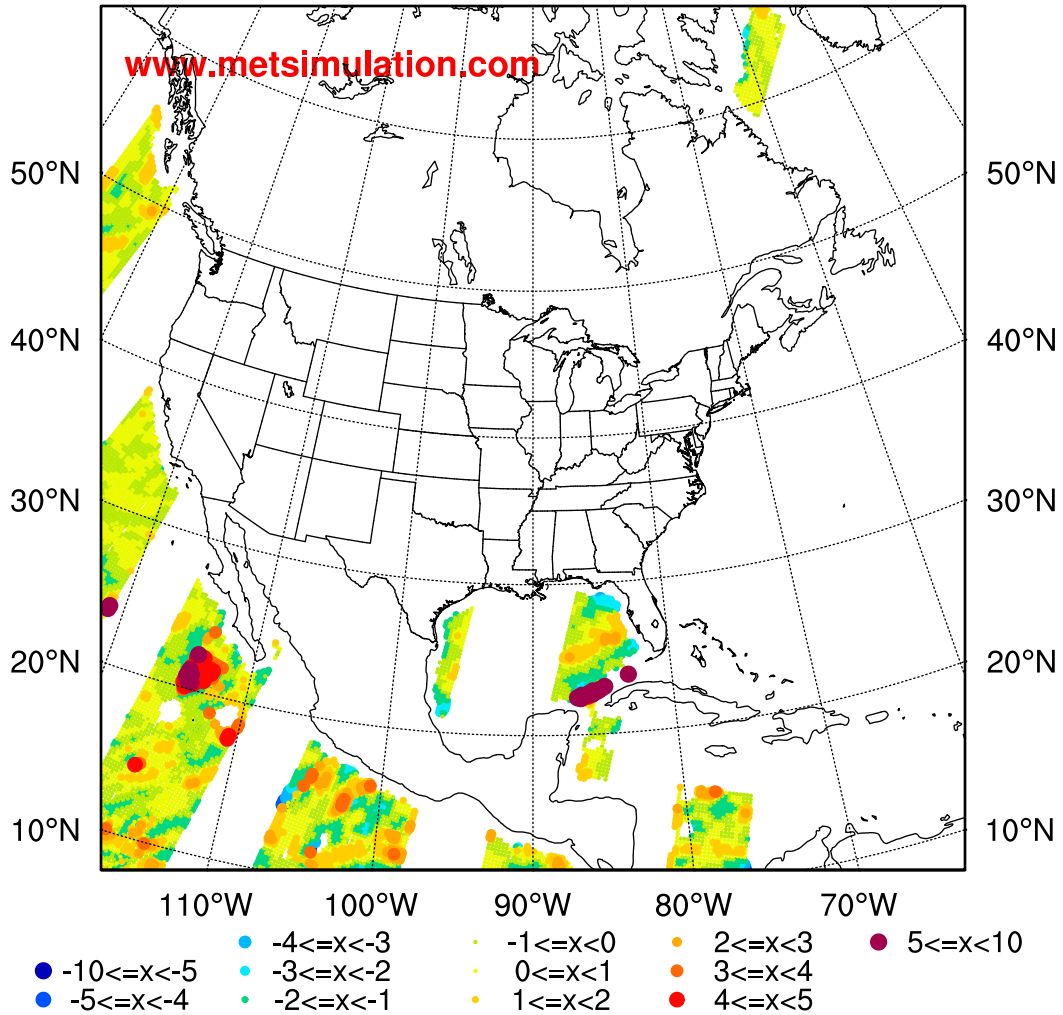 www.metsimulation.com
50°N 50°N
40°N 40°N
30°N 30°N
20°N 20°N
10°N 10°N
110°W 100°W 90°W 80°W 70°W
-4<=x<-3 -1<=x<0 2<=x<3 5<=x<10
-10<=x<-5 -3<=x<-2 0<=x<1 3<=x<4
-5<=x<-4 -2<=x<-1 1<=x<2 4<=x<5